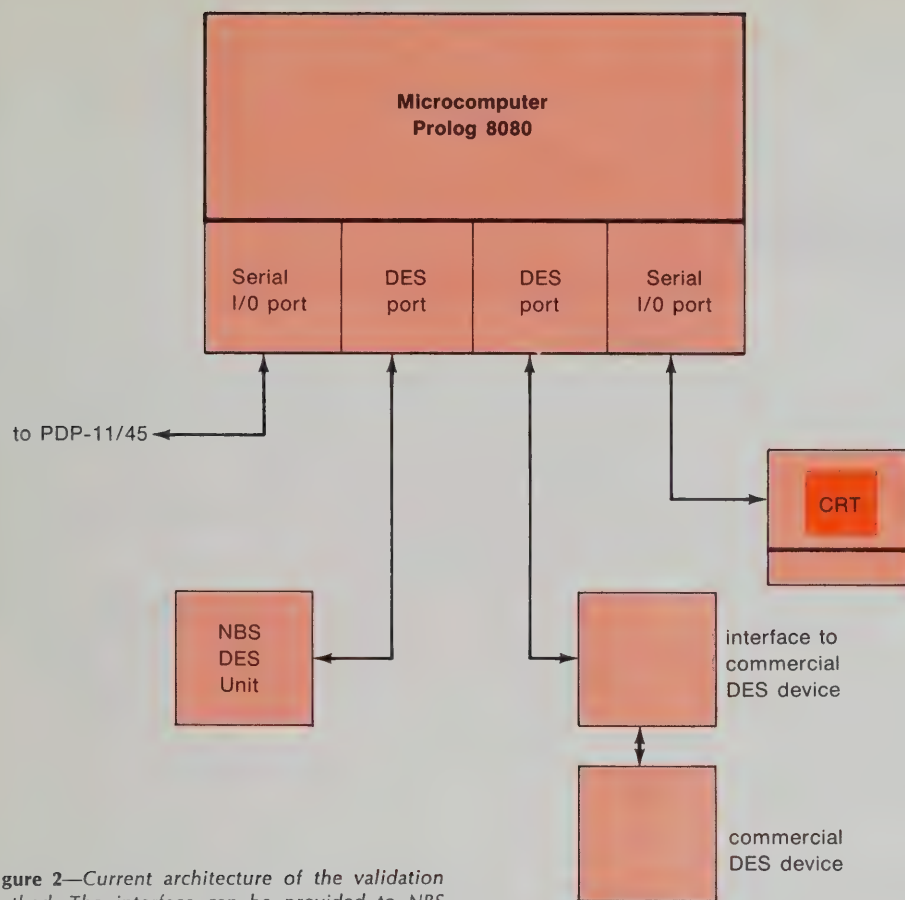 Microcomputer
Prolog 8080
Serial
I/0 port
DES
port
DES
port
Serial
I/0 port
to PDP-11/45
CRT
NBS
DES
Unit
interface to
commercial
DES device
commercial
DES device
gure 2—Current architecture of the validation
The interface can be provided to NBS